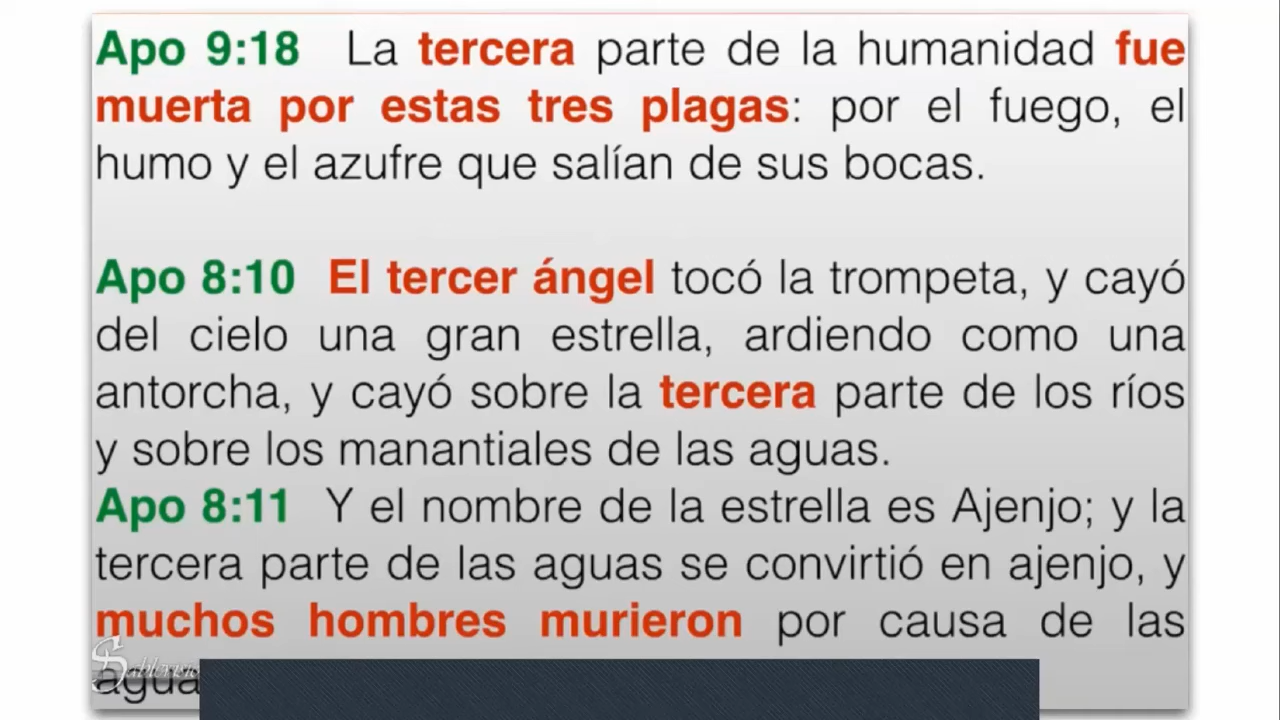 Apo 9:18 La tercera parte de la humanidad fue
muerta por estas tres plagas: por el fuego, el
humo y el azufre que salían de sus bocas.
Apo 8:10 El tercer ángel tocó la trompeta, y cayó
del cielo una gran estrella, ardiendo como una
antorcha, y cayó sobre la tercera parte de los ríos
y sobre los manantiales de las aguas.
Apo 8:11 Y el nombre de la estrella es Ajenjo; y la
tercera parte de las aguas se convirtió en ajenjo, y
muchos hombres murieron por causa de las